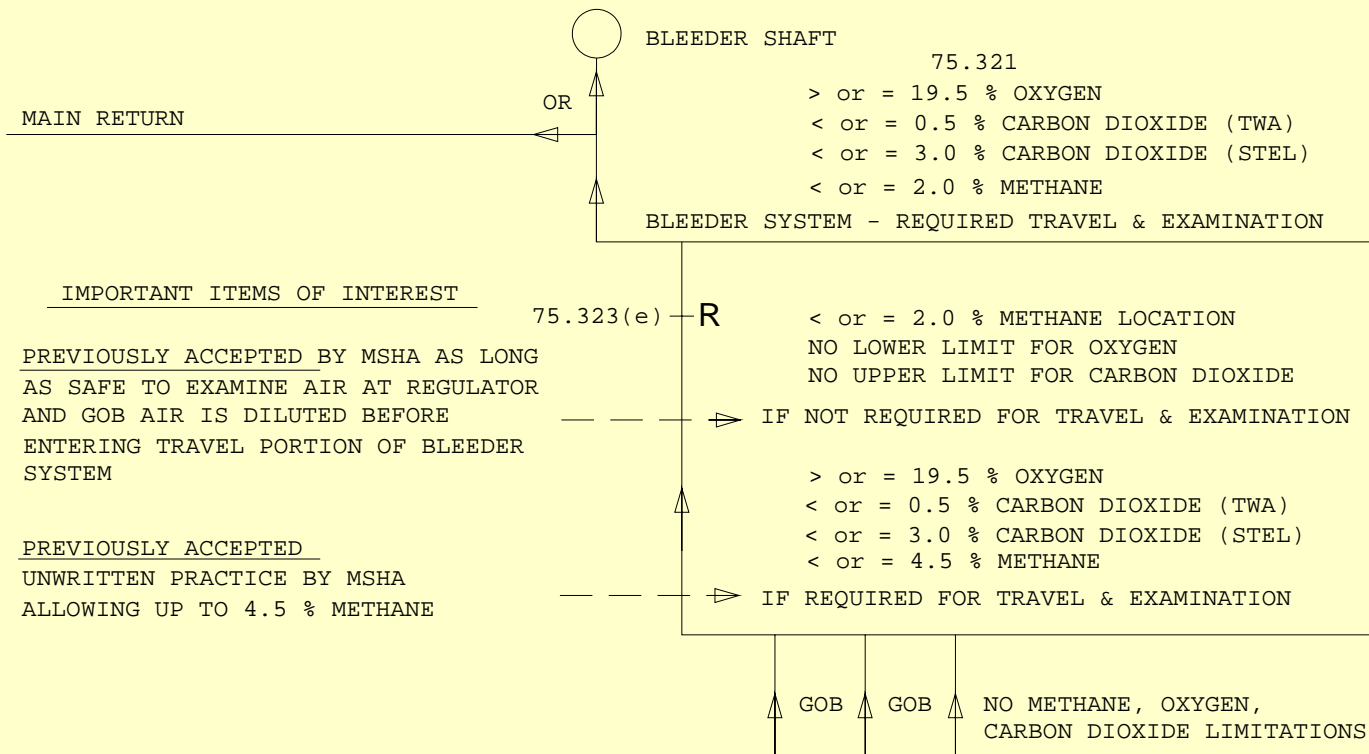 BLEEDER SHAFT
75.321
> or = 19.5 % OXYGEN
OR
MAIN RETURN
< or = 0.5 % CARBON DIOXIDE (TWA)
< or = 3.0 % CARBON DIOXIDE (STEL)
< or = 2.0 % METHANE
BLEEDER SYSTEM - REQUIRED TRAVEL & EXAMINATION
IMPORTANT ITEMS OF INTEREST
75.323(e)
R
< or = 2.0 % METHANE LOCATION
NO LOWER LIMIT FOR OXYGEN
NO UPPER LIMIT FOR CARBON DIOXIDE
PREVIOUSLY ACCEPTED BY MSHA AS LONG
AS SAFE TO EXAMINE AIR AT REGULATOR
AND GOB AIR IS DILUTED BEFORE
ENTERING TRAVEL PORTION OF BLEEDER
SYSTEM
IF NOT REQUIRED FOR TRAVEL & EXAMINATION
> or = 19.5 % OXYGEN
< or = 0.5 % CARBON DIOXIDE (TWA)
< or = 3.0 % CARBON DIOXIDE (STEL)
< or = 4.5 % METHANE
PREVIOUSLY ACCEPTED
UNWRITTEN PRACTICE BY MSHA
ALLOWING UP TO 4.5 % METHANE
IF REQUIRED FOR TRAVEL & EXAMINATION
GOB
GOB
NO METHANE, OXYGEN,
CARBON DIOXIDE LIMITATIONS